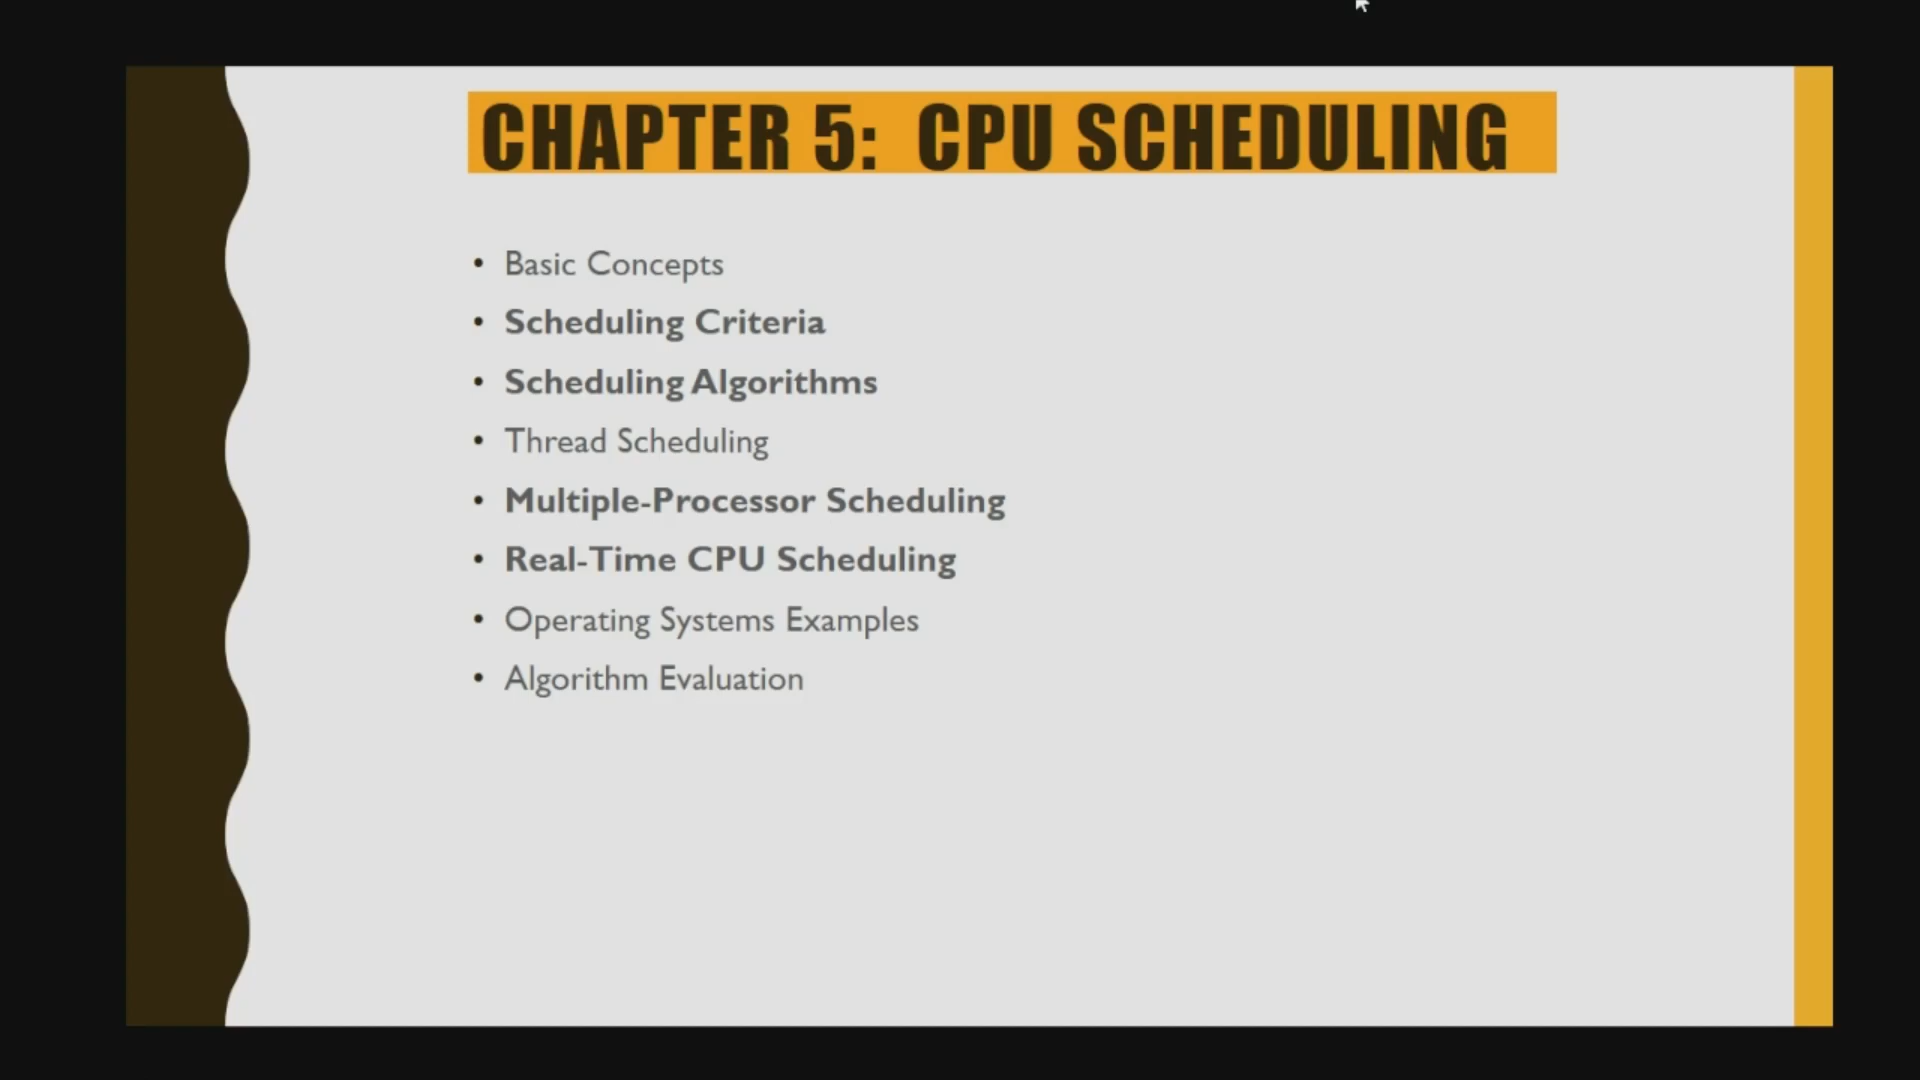 CHAPTER 5: CPU SCHEDULING
• Basic Concepts
• Scheduling Criteria
• Scheduling Algorithms
• Thread Scheduling
• Multiple-Processor Scheduling
• Real-Time CPU Scheduling
• Operating Systems Examples
• Algorithm Evaluation